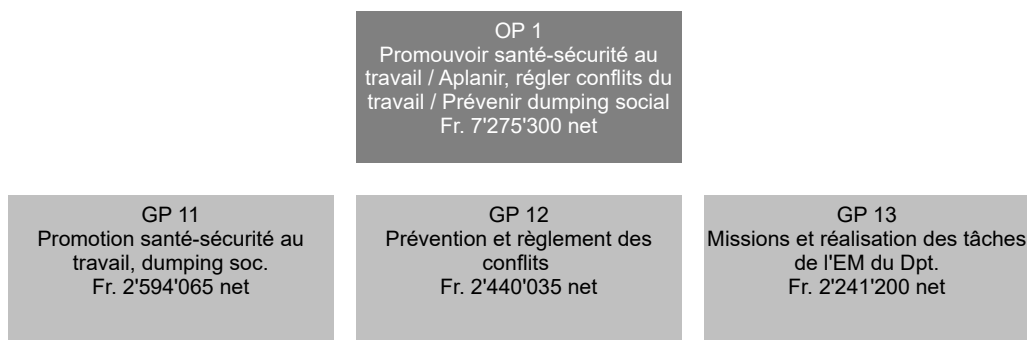 OP 1
Promouvoir santé-sécurité au
travail / Aplanir, régler conflits du
travail / Prévenir dumping social
Fr. 7'275'300 net
GP 11
Promotion santé-sécurité au
travail, dumping soc.
Fr. 2'594'065 net
GP 12
Prévention et règlement des
conflits
Fr. 2'440'035 net
GP 13
Missions et réalisation des tâches
de l'EM du Dpt.
Fr. 2'241'200 net